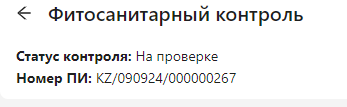 Фитосанитарный контроль
Статус контроля: На проверке
Номер ПИ: KZ/090924/000000267